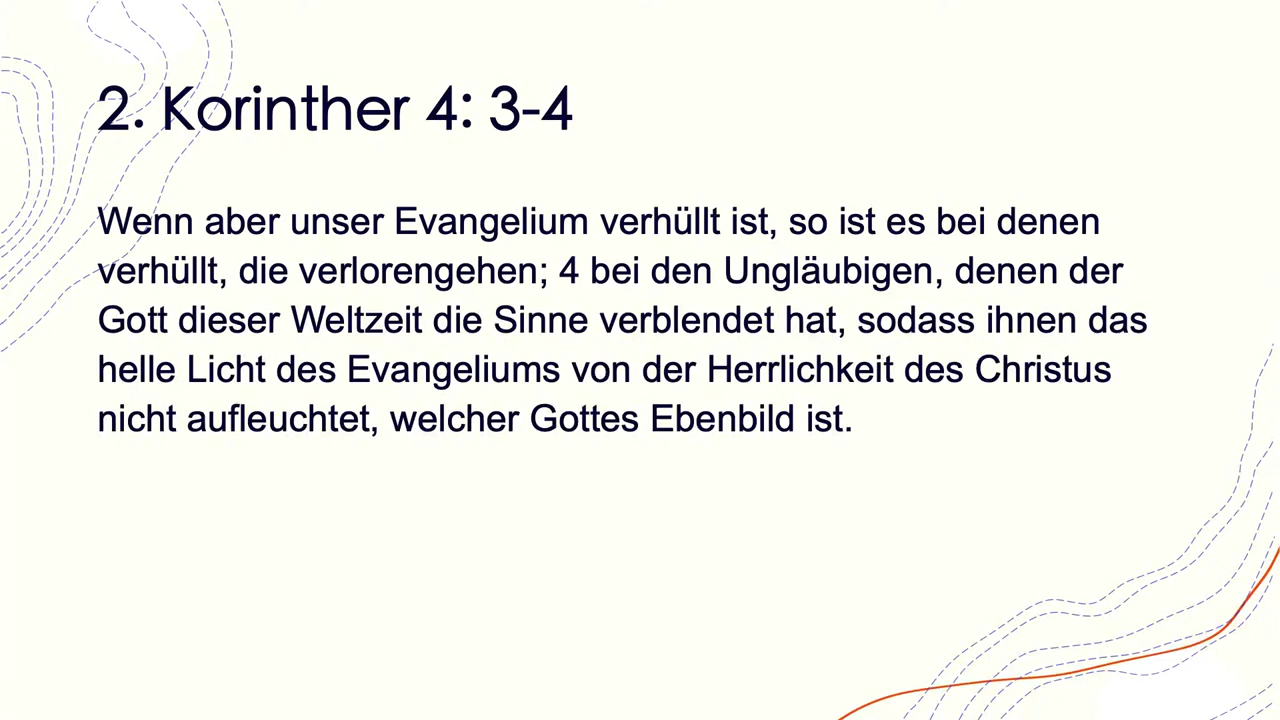 2. Korinther 4: 3-4
Wenn aber unser Evangelium verhüllt ist, so ist es bei denen
verhüllt, die verlorengehen; 4 bei den Ungläubigen, denen der
Gott dieser Weltzeit die Sinne verblendet hat, sodass ihnen das
helle Licht des Evangeliums von der Herrlichkeit des Christus
nicht aufleuchtet, welcher Gottes Ebenbild ist.